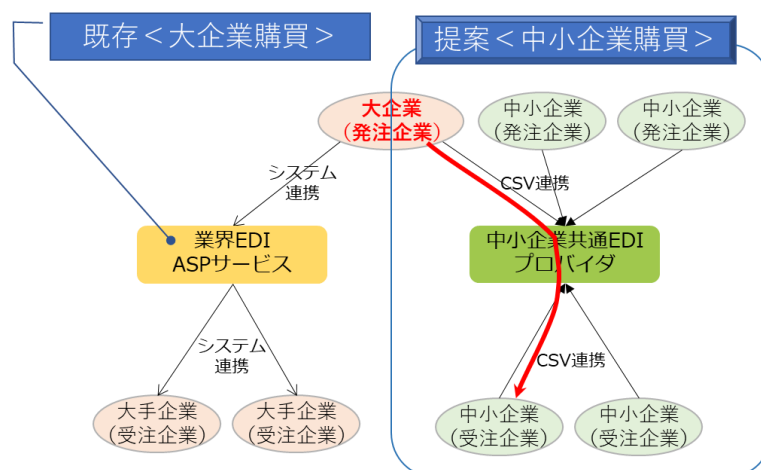 既存＜大企業購買＞
提案＜中小企業購買＞
大企業
（発注企業）
中小企業
(発注企業)
中小企業
(発注企業)
システム
連携
CSV連携
業界EDI
ASPサービス
中小企業共通EDI
プロバイダ
システム
連携
CSV連携
大手企業
(受注企業)
大手企業
(受注企業)
中小企業
(受注企業)
中小企業
(受注企業)